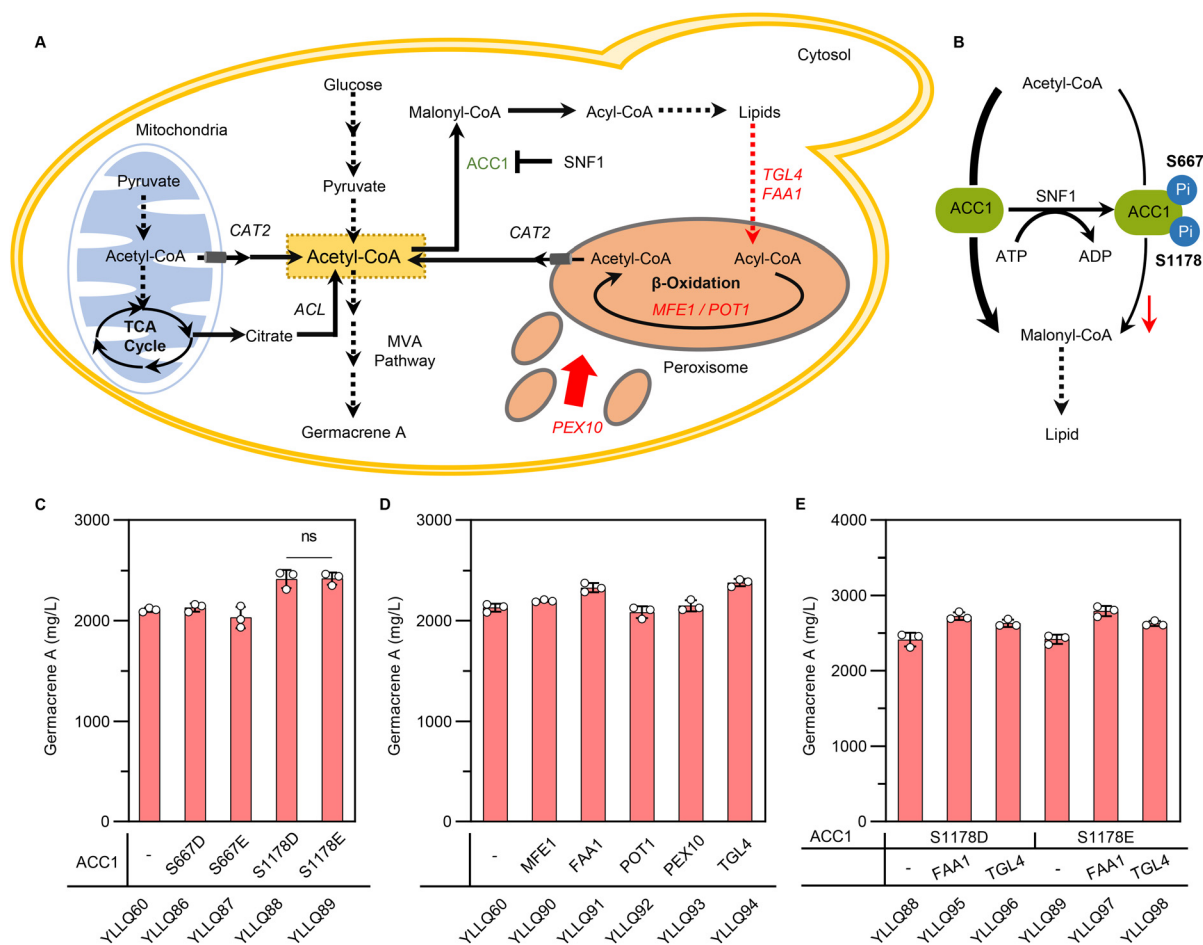 A
Cytosol
Glucose
Malonyl-CoA
Acyl-CoA
Lipids
Mitochondria
ACC1
SNF1
Pyruvate
Pyruvate
TGL4
FAA1
CAT2
CAT2
Acetyl-CoA
Acetyl-CoA
Acetyl-CoA
Acyl-CoA
β-Oxidation
MFE1 / POT1
ACL
TCA
Cycle
Citrate
MVA
Pathway
Peroxisome
PEX10
Germacrene A
B
Acetyl-CoA
S667
Pi
SNF1
ACC1
ACC1
Pi
ATP
ADP
S1178
Malonyl-CoA
Lipid
C
Germacrene A (mg/L)
3000
2000
1000
0
ns
ACC1
-
S667D
S667E
S1178D
S1178E
YLLQ60
YLLQ86
YLLQ87
YLLQ88
YLLQ89
D
Germacrene A (mg/L)
3000
2000
1000
0
-
MFE1
FAA1
POT1
PEX10
TGL4
YLLQ60
YLLQ90
YLLQ91
YLLQ92
YLLQ93
YLLQ94
E
Germacrene A (mg/L)
4000
3000
2000
1000
0
ACC1
S1178D
S1178E
-
FAA1
TGL4
-
FAA1
TGL4
YLLQ88
YLLQ95
YLLQ96
YLLQ89
YLLQ97
YLLQ98